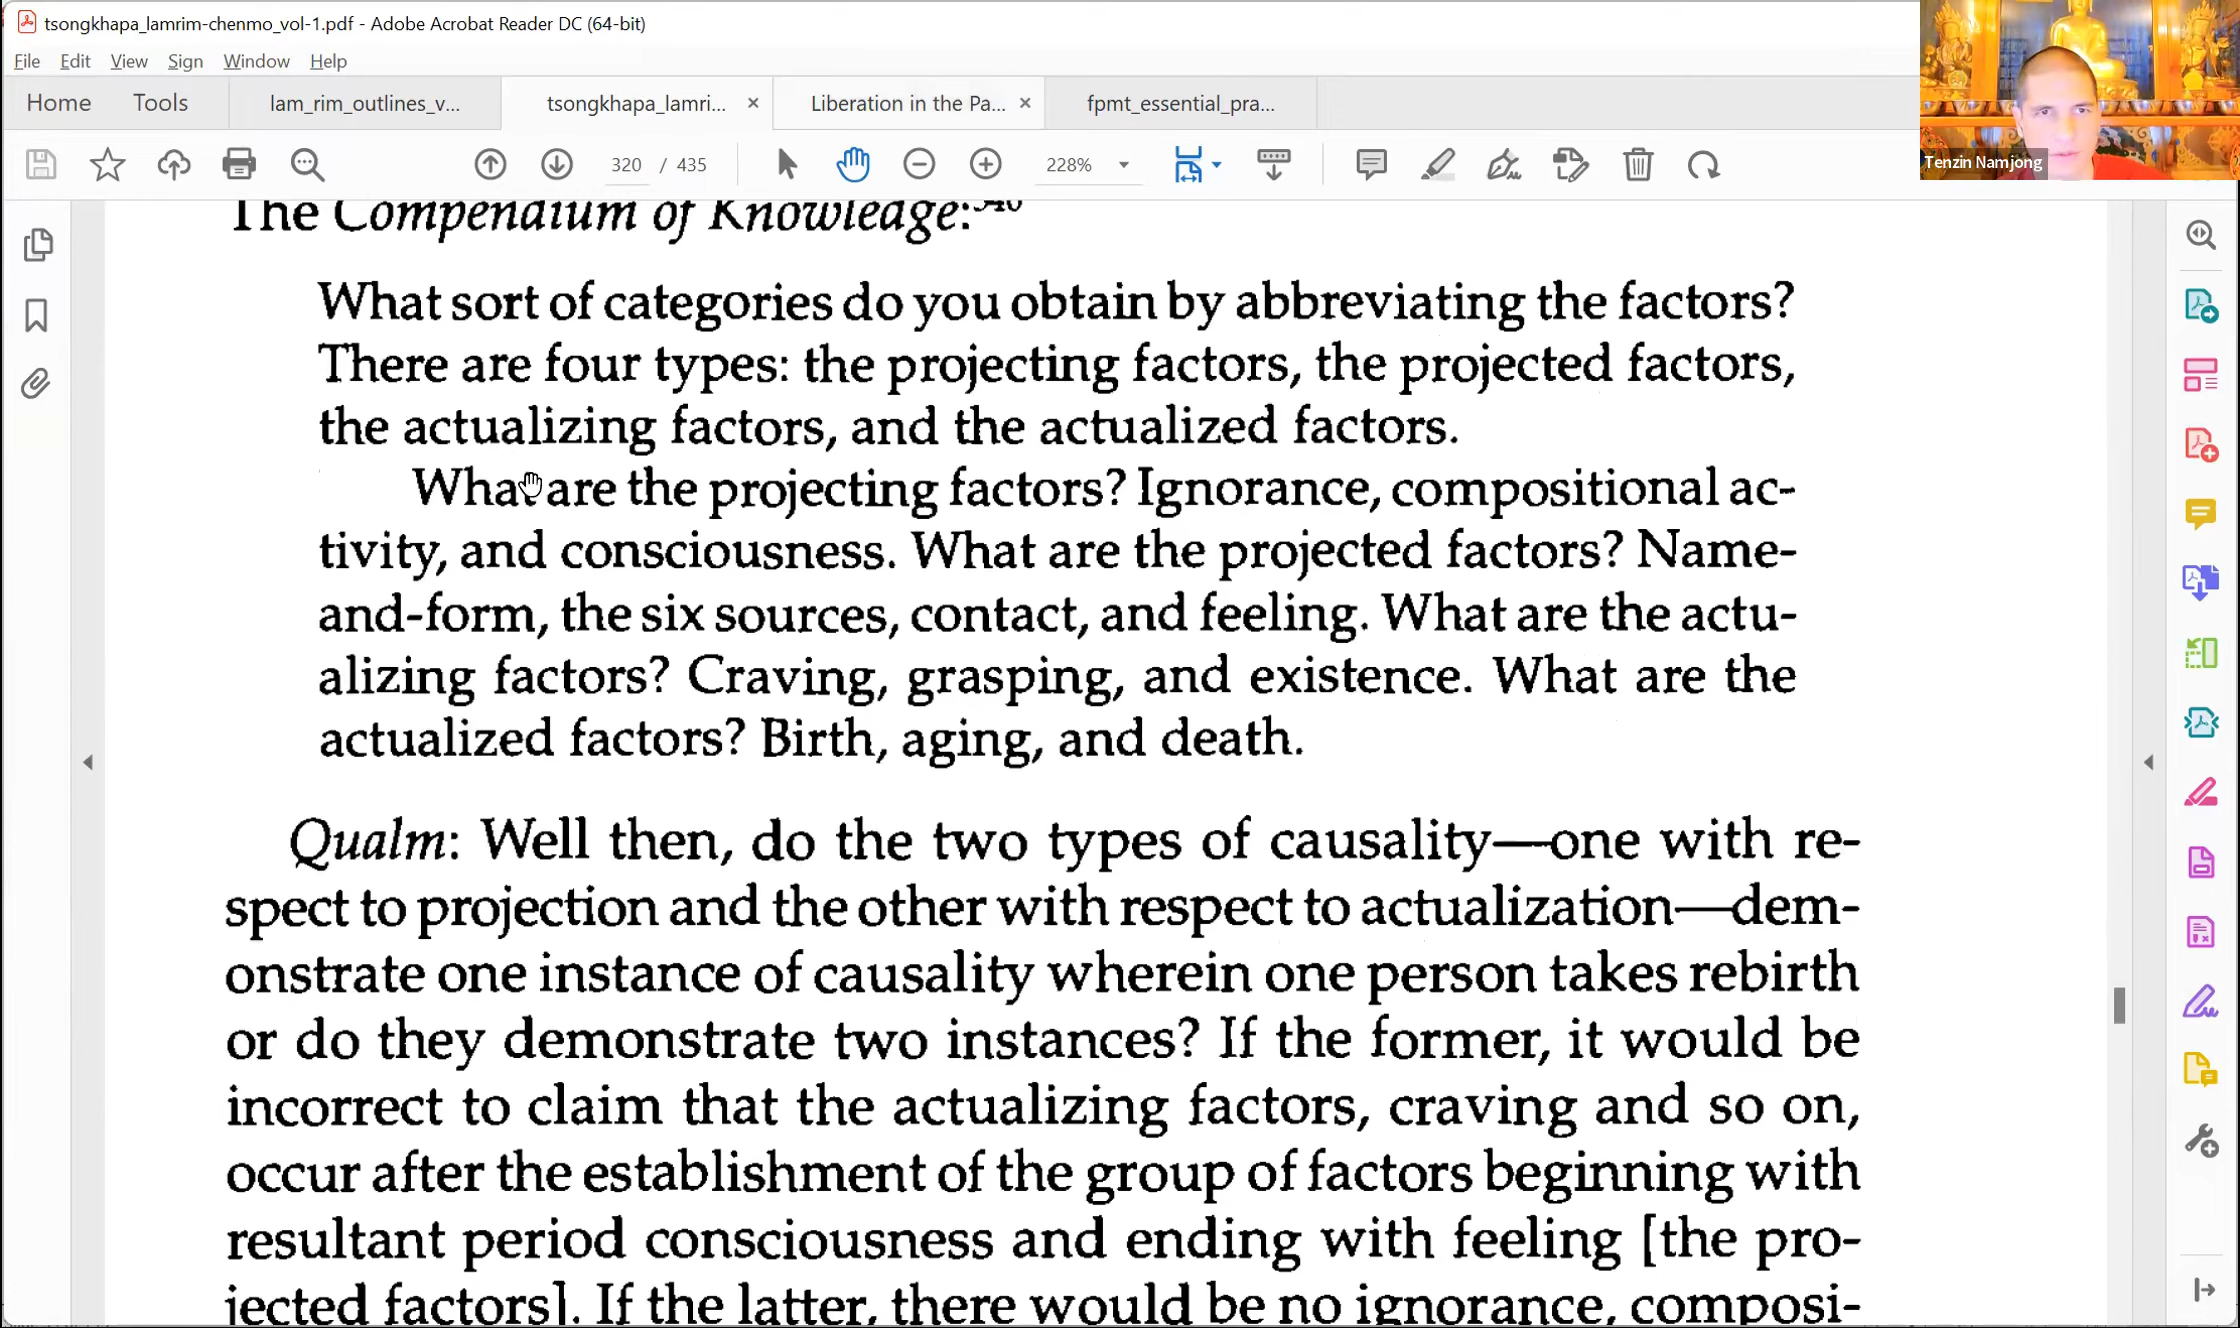 tsongkhapa_lamrim-chenmo_vol-1.pdf - Adobe Acrobat Reader DC (64-bit)
File Edit View Sign Window Help
Home Tools lam_rim_outlines_v... tsongkhapa_lamri... × Liberation in the Pa... × fpmt_essential_pra...
320 / 435 228%
Tenzin Namjong
The Compendium of Knowledge:
What sort of categories do you obtain by abbreviating the factors?
There are four types: the projecting factors, the projected factors,
the actualizing factors, and the actualized factors.
What are the projecting factors? Ignorance, compositional ac-
tivity, and consciousness. What are the projected factors? Name-
and-form, the six sources, contact, and feeling. What are the actu-
alizing factors? Craving, grasping, and existence. What are the
actualized factors? Birth, aging, and death.
Qualm: Well then, do the two types of causality—one with re-
spect to projection and the other with respect to actualization—dem-
onstrate one instance of causality wherein one person takes rebirth
or do they demonstrate two instances? If the former, it would be
incorrect to claim that the actualizing factors, craving and so on,
occur after the establishment of the group of factors beginning with
resultant period consciousness and ending with feeling [the pro-
jected factors]. If the latter, there would be no ignorance, composi-